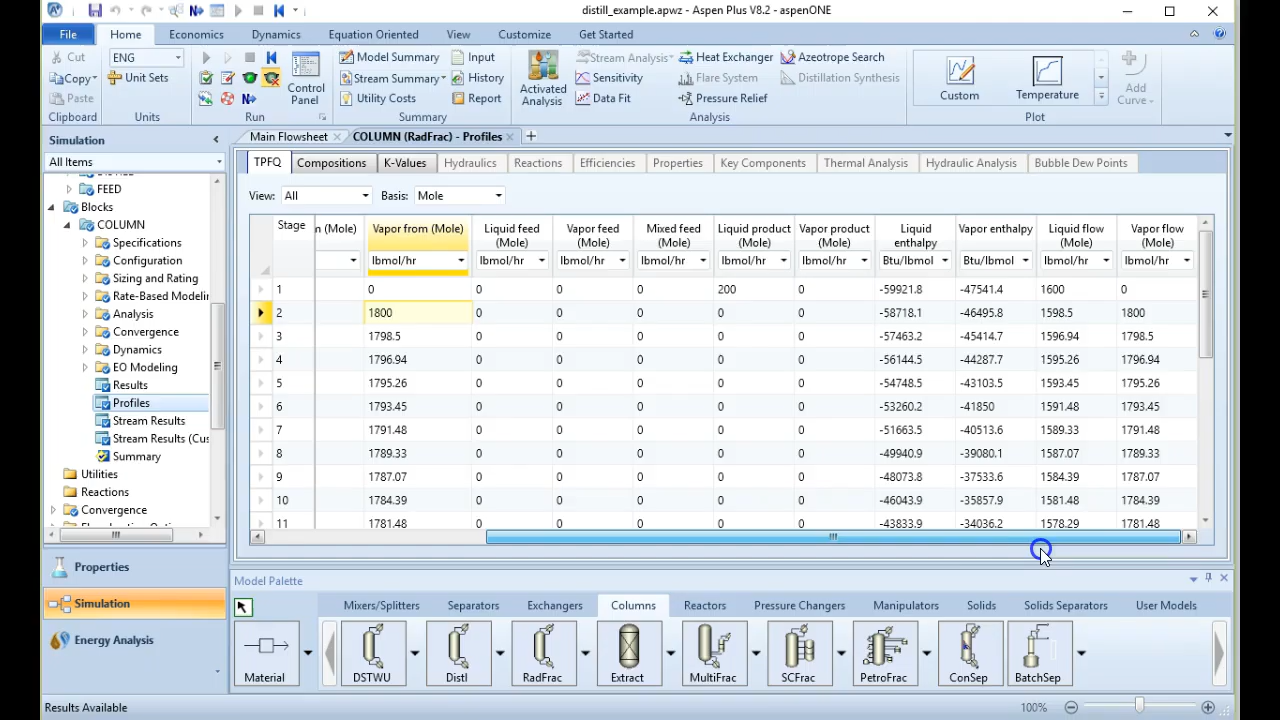 distill_example.apwz - Aspen Plus V8.2 - aspenONE
File Home Economics Dynamics Equation Oriented View Customize Get Started
Cut ENG Model Summary Input Stream Analysis Heat Exchanger Azeotrope Search
Copy Unit Sets Stream Summary History Sensitivity Flare System Distillation Synthesis
Paste Control Panel Utility Costs Report Activated Analysis Data Fit Pressure Relief Custom Temperature Add Curve
Clipboard Units Run Summary Analysis Plot
Simulation Main Flowsheet COLUMN (RadFrac) - Profiles
All Items TPFQ Compositions K-Values Hydraulics Reactions Efficiencies Properties Key Components Thermal Analysis Hydraulic Analysis Bubble Dew Points
FEED
Blocks
COLUMN
Specifications
Configuration
Sizing and Rating
Rate-Based Modelin
Analysis
Convergence
Dynamics
EO Modeling
Results
Profiles
Stream Results
Stream Results (Cus
Summary
Utilities
Reactions
Convergence
View: All Basis: Mole
Stage n (Mole) Vapor from (Mole) Liquid feed (Mole) Vapor feed (Mole) Mixed feed (Mole) Liquid product (Mole) Vapor product (Mole) Liquid enthalpy Vapor enthalpy Liquid flow (Mole) Vapor flow (Mole)
lbmol/hr lbmol/hr lbmol/hr lbmol/hr lbmol/hr lbmol/hr Btu/lbmol Btu/lbmol lbmol/hr lbmol/hr
1 0 0 0 0 200 0 -59921.8 -47541.4 1600 0
2 1800 0 0 0 0 0 -58718.1 -46495.8 1598.5 1800
3 1798.5 0 0 0 0 0 -57463.2 -45414.7 1596.94 1798.5
4 1796.94 0 0 0 0 0 -56144.5 -44287.7 1595.26 1796.94
5 1795.26 0 0 0 0 0 -54748.5 -43103.5 1593.45 1795.26
6 1793.45 0 0 0 0 0 -53260.2 -41850 1591.48 1793.45
7 1791.48 0 0 0 0 0 -51663.5 -40513.6 1589.33 1791.48
8 1789.33 0 0 0 0 0 -49940.9 -39080.1 1587.07 1789.33
9 1787.07 0 0 0 0 0 -48073.8 -37533.6 1584.39 1787.07
10 1784.39 0 0 0 0 0 -46043.9 -35857.9 1581.48 1784.39
11 1781.48 0 0 0 0 0 -43833.9 -34036.2 1578.29 1781.48
Properties
Simulation
Energy Analysis
Model Palette
Mixers/Splitters Separators Exchangers Columns Reactors Pressure Changers Manipulators Solids Solids Separators User Models
Material DSTWU Distl RadFrac Extract MultiFrac SCFrac PetroFrac ConSep BatchSep
Results Available 100%